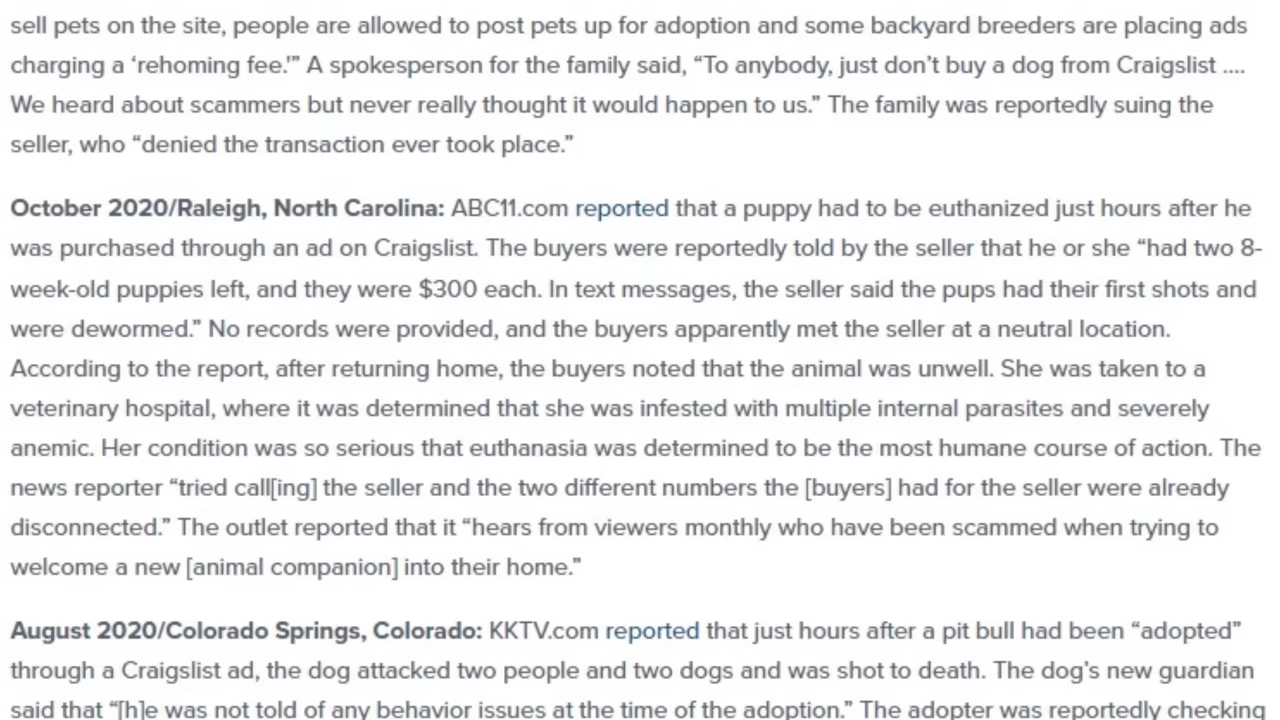 sell pets on the site, people are allowed to post pets up for adoption and some backyard breeders are placing ads
charging a ‘rehoming fee.'” A spokesperson for the family said, “To anybody, just don’t buy a dog from Craigslist ....
We heard about scammers but never really thought it would happen to us.” The family was reportedly suing the
seller, who “denied the transaction ever took place.”
October 2020/Raleigh, North Carolina: ABC11.com reported that a puppy had to be euthanized just hours after he
was purchased through an ad on Craigslist. The buyers were reportedly told by the seller that he or she “had two 8-
week-old puppies left, and they were $300 each. In text messages, the seller said the pups had their first shots and
were dewormed.” No records were provided, and the buyers apparently met the seller at a neutral location.
According to the report, after returning home, the buyers noted that the animal was unwell. She was taken to a
veterinary hospital, where it was determined that she was infested with multiple internal parasites and severely
anemic. Her condition was so serious that euthanasia was determined to be the most humane course of action. The
news reporter “tried call[ing] the seller and the two different numbers the [buyers] had for the seller were already
disconnected.” The outlet reported that it “hears from viewers monthly who have been scammed when trying to
welcome a new [animal companion] into their home.”
August 2020/Colorado Springs, Colorado: KKTV.com reported that just hours after a pit bull had been “adopted”
through a Craigslist ad, the dog attacked two people and two dogs and was shot to death. The dog’s new guardian
said that “[h]e was not told of any behavior issues at the time of the adoption.” The adopter was reportedly checking